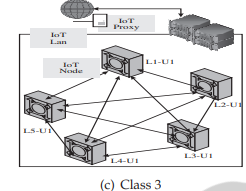 IoT
Proxy
IoT
Lan
IoT
Node
L1-U1
L2-U1
L5-U1
L4-U1
L3-U1
(c) Class 3